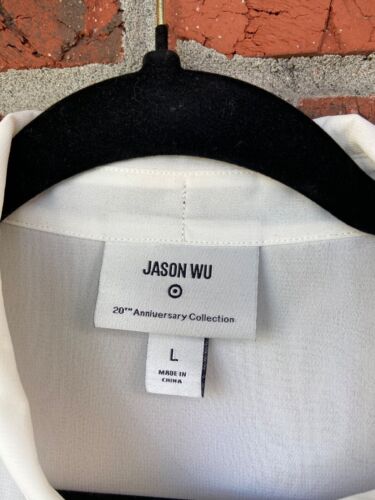 JASON WU
20TH Anniversary Collection
L
MADE IN
CHINA